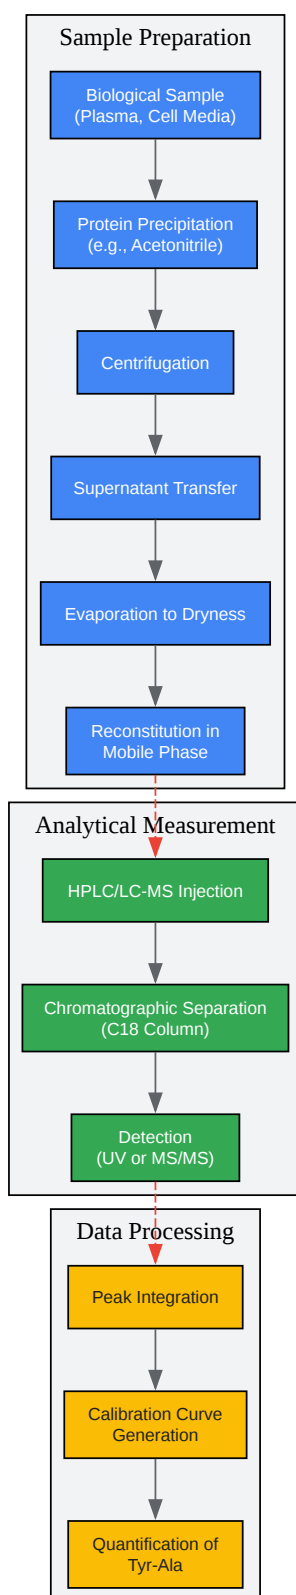 Sample Preparation
Biological Sample
(Plasma, Cell Media)
Protein Precipitation
(e.g., Acetonitrile)
Centrifugation
Supernatant Transfer
Evaporation to Dryness
Reconstitution in
Mobile Phase
Analytical Measurement
HPLC/LC-MS Injection
Chromatographic Separation
(C18 Column)
Detection
(UV or MS/MS)
Data Processing
Peak Integration
Calibration Curve
Generation
Quantification of
Tyr-Ala